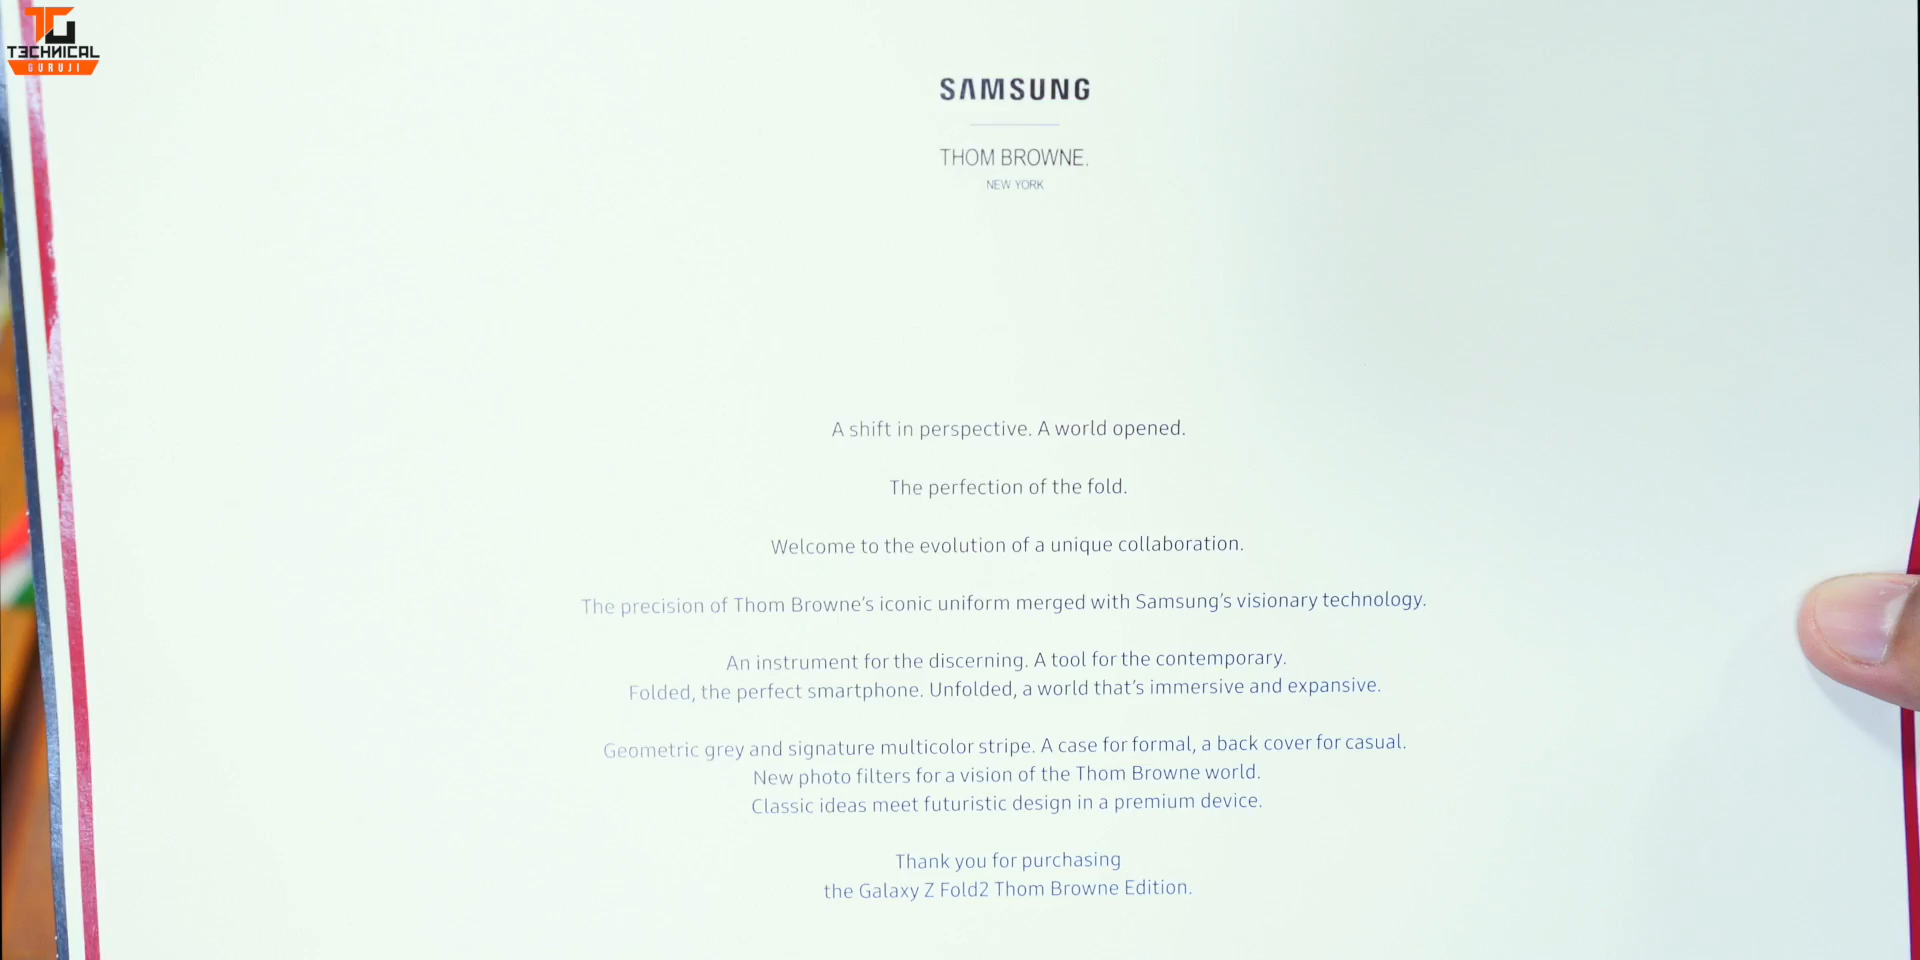 TG
TECHNICAL
GURUJI
SAMSUNG
THOM BROWNE.
NEW YORK
A shift in perspective. A world opened.
The perfection of the fold.
Welcome to the evolution of a unique collaboration.
The precision of Thom Browne’s iconic uniform merged with Samsung’s visionary technology.
An instrument for the discerning. A tool for the contemporary.
Folded, the perfect smartphone. Unfolded, a world that’s immersive and expansive.
Geometric grey and signature multicolor stripe. A case for formal, a back cover for casual.
New photo filters for a vision of the Thom Browne world.
Classic ideas meet futuristic design in a premium device.
Thank you for purchasing
the Galaxy Z Fold2 Thom Browne Edition.